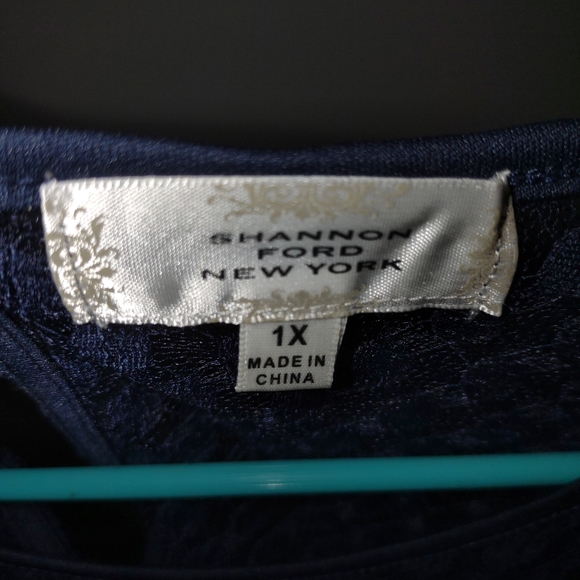 SHANNON
FORD
NEW YORK
1X
MADE IN
CHINA